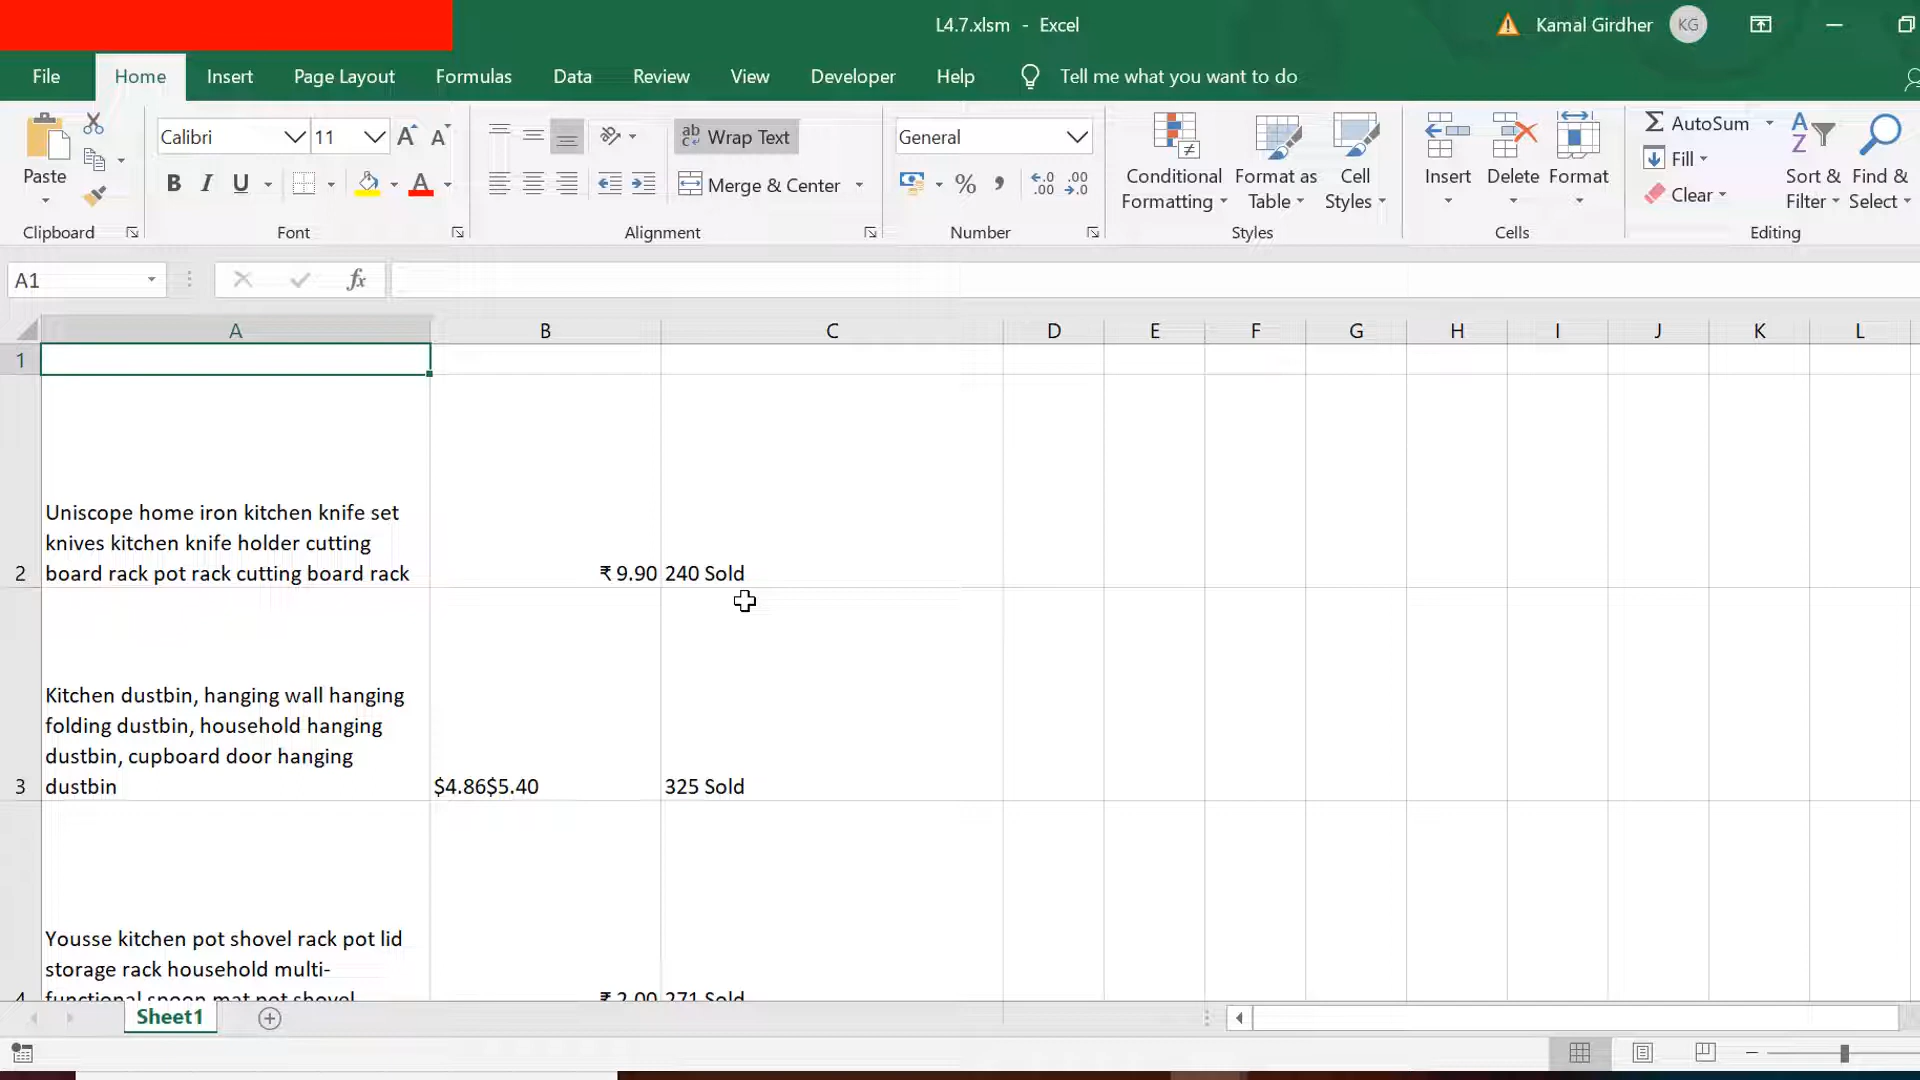 L4.7.xlsm - Excel
Kamal Girdher KG
File Home Insert Page Layout Formulas Data Review View Developer Help Tell me what you want to do
Paste
Clipboard
Calibri 11 A A
B I U A
Font
ab Wrap Text
Merge & Center
Alignment
General
% , .00 .0
Number
Conditional Formatting
Format as Table
Cell Styles
Styles
Insert Delete Format
Cells
Σ AutoSum
Fill
Clear
Sort & Filter
Find & Select
Editing
A1 fx
A B C D E F G H I J K L
1
Uniscope home iron kitchen knife set
knives kitchen knife holder cutting
2 board rack pot rack cutting board rack ₹ 9.90 240 Sold
Kitchen dustbin, hanging wall hanging
folding dustbin, household hanging
dustbin, cupboard door hanging
3 dustbin $4.86$5.40 325 Sold
Yousse kitchen pot shovel rack pot lid
storage rack household multi-
4 functional spoon mat pot shovel ₹ 2.00 271 Sold
Sheet1